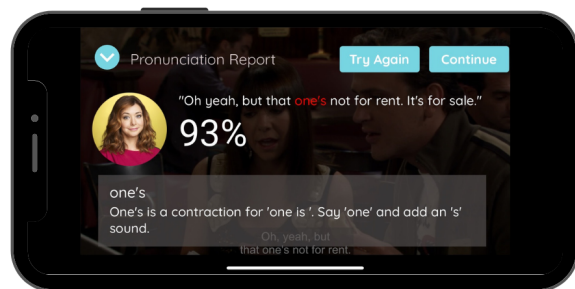 Pronunciation Report
Try Again
Continue
"Oh yeah, but that one's not for rent. It's for sale."
93%
one's
One's is a contraction for 'one is '. Say 'one' and add an 's'
sound.
Oh, yeah, but
that one's not for rent.